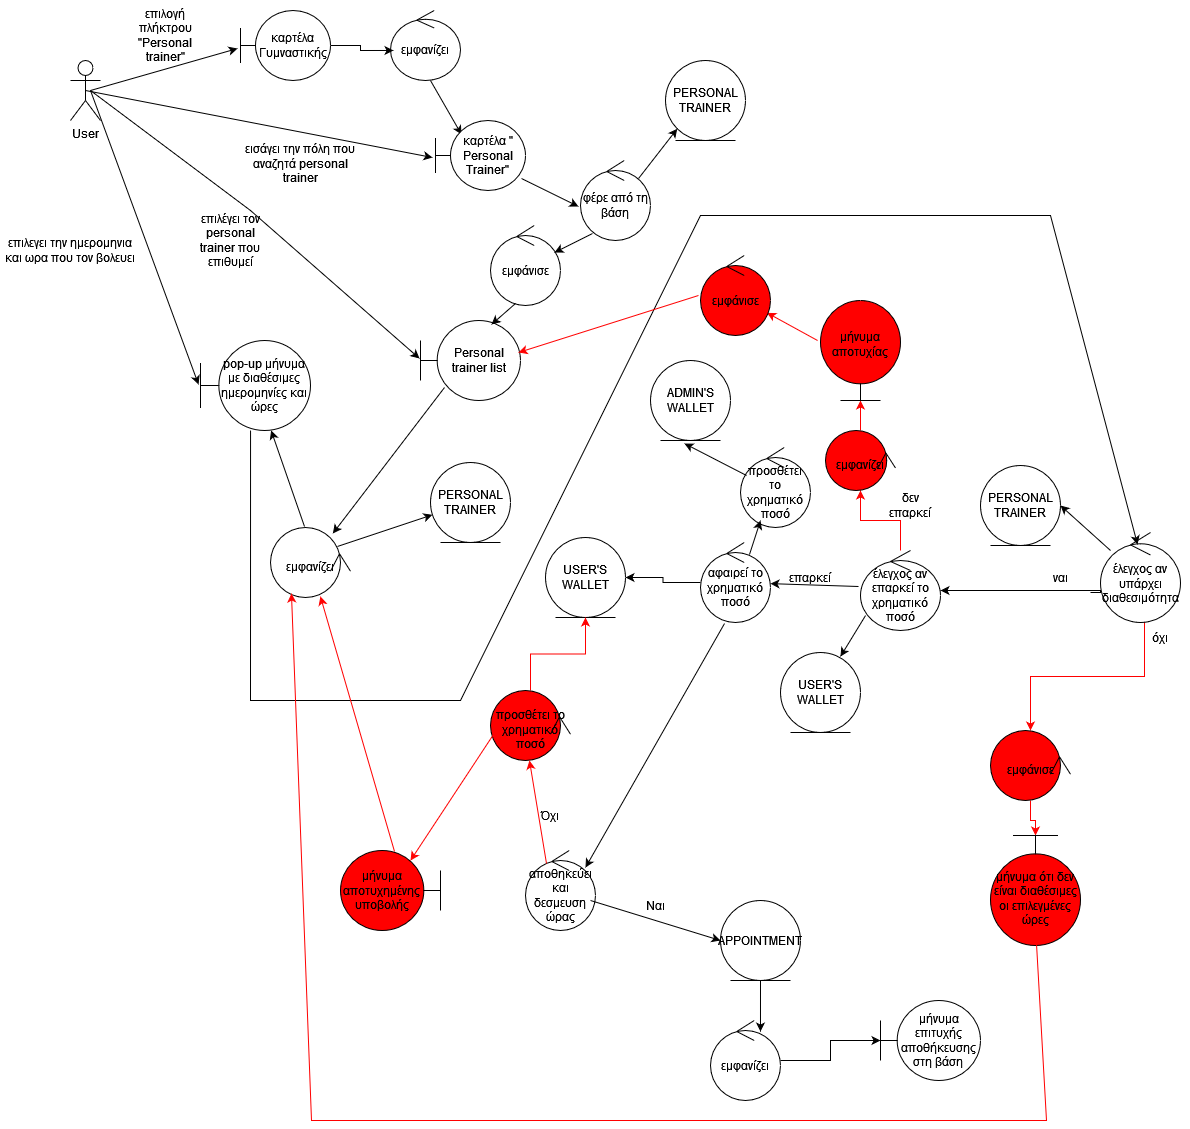 επιλογή
πλήκτρου
"Personal
trainer"
καρτέλα
Γυμναστικής
εμφανίζει
User
εισάγει την πόλη που
αναζητά personal
trainer
καρτέλα "
Personal
Trainer"
PERSONAL
TRAINER
φέρε από τη
βάση
επιλέγει τον
personal
trainer που
επιθυμεί
επιλεγει την ημερομηνια
και ωρα που τον βολευει
εμφάνισε
εμφάνισε
μήνυμα
αποτυχίας
Personal
trainer list
pop-up μήνυμα
με διαθέσιμες
ημερομηνίες και
ώρες
ADMIN'S
WALLET
προσθέτει
το
χρηματικό
ποσό
εμφανίζει
δεν
επαρκεί
PERSONAL
TRAINER
PERSONAL
TRAINER
εμφανίζει
USER'S
WALLET
αφαιρεί το
χρηματικό
ποσό
επαρκεί
έλεγχος αν
επαρκεί το
χρηματικό
ποσό
ναι
έλεγχος αν
υπάρχει
διαθεσιμότητα
όχι
USER'S
WALLET
προσθέτει το
χρηματικό
ποσό
εμφάνισε
Όχι
μήνυμα
αποτυχημένης
υποβολής
αποθηκεύει
και
δεσμευση
ώρας
Ναι
μήνυμα ότι δεν
είναι διαθέσιμες
οι επιλεγμένες
ώρες
APPOINTMENT
εμφανίζει
μήνυμα
επιτυχής
αποθήκευσης
στη βάση